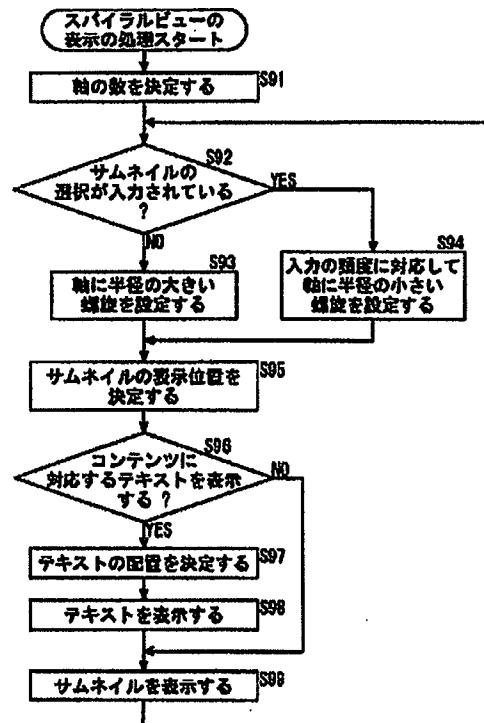 スパイラルビューの
表示の処理スタート
軸の数を決定する
S91
S92
サムネイルの
選択が入力されている
?
YES
NO
S93
軸に半径の大きい
螺旋を設定する
S94
入力の頻度に対応して
軸に半径の小さい
螺旋を設定する
サムネイルの表示位置を
決定する
S95
S96
コンテンツに
対応するテキストを表示
する ?
NO
YES
テキストの配置を決定する
S97
テキストを表示する
S98
サムネイルを表示する
S99